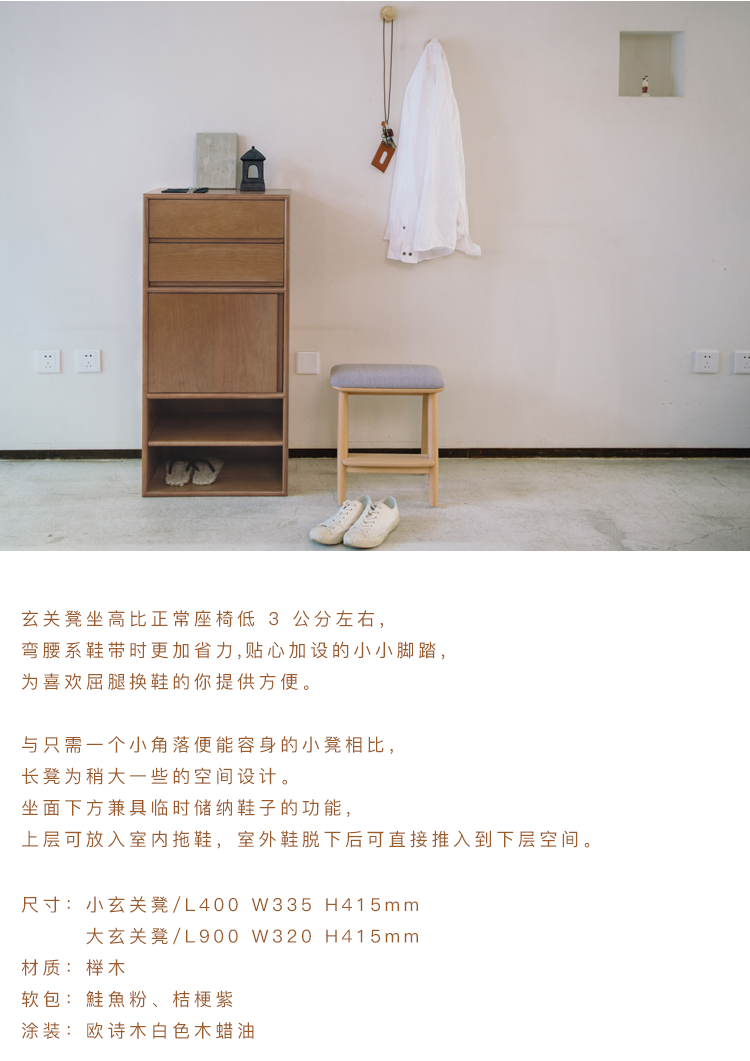 玄关凳坐高比正常座椅低 3 公分左右，
弯腰系鞋带时更加省力,贴心加设的小小脚踏，
为喜欢屈腿换鞋的你提供方便。
与只需一个小角落便能容身的小凳相比，
长凳为稍大一些的空间设计。
坐面下方兼具临时储纳鞋子的功能，
上层可放入室内拖鞋，室外鞋脱下后可直接推入到下层空间。
尺寸：小玄关凳/L400 W335 H415mm
大玄关凳/L900 W320 H415mm
材质：榉木
软包：鮭魚粉、桔梗紫
涂装：欧诗木白色木蜡油